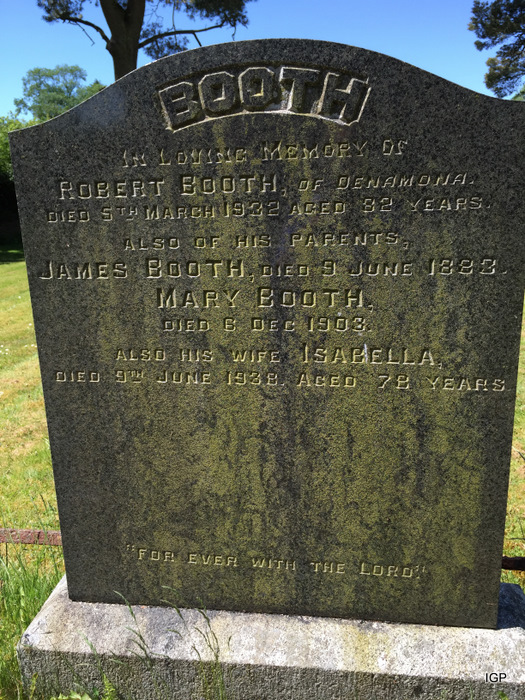 BOOTH
IN LOVING MEMORY OF
ROBERT BOOTH, OF DENAMONA.
DIED 5TH MARCH 1932 AGED 82 YEARS.
ALSO OF HIS PARENTS,
JAMES BOOTH, DIED 9 JUNE 1883.
MARY BOOTH,
DIED 6 DEC 1903.
ALSO HIS WIFE ISABELLA,
DIED 9TH JUNE 1938. AGED 78 YEARS
"FOR EVER WITH THE LORD."
IGP